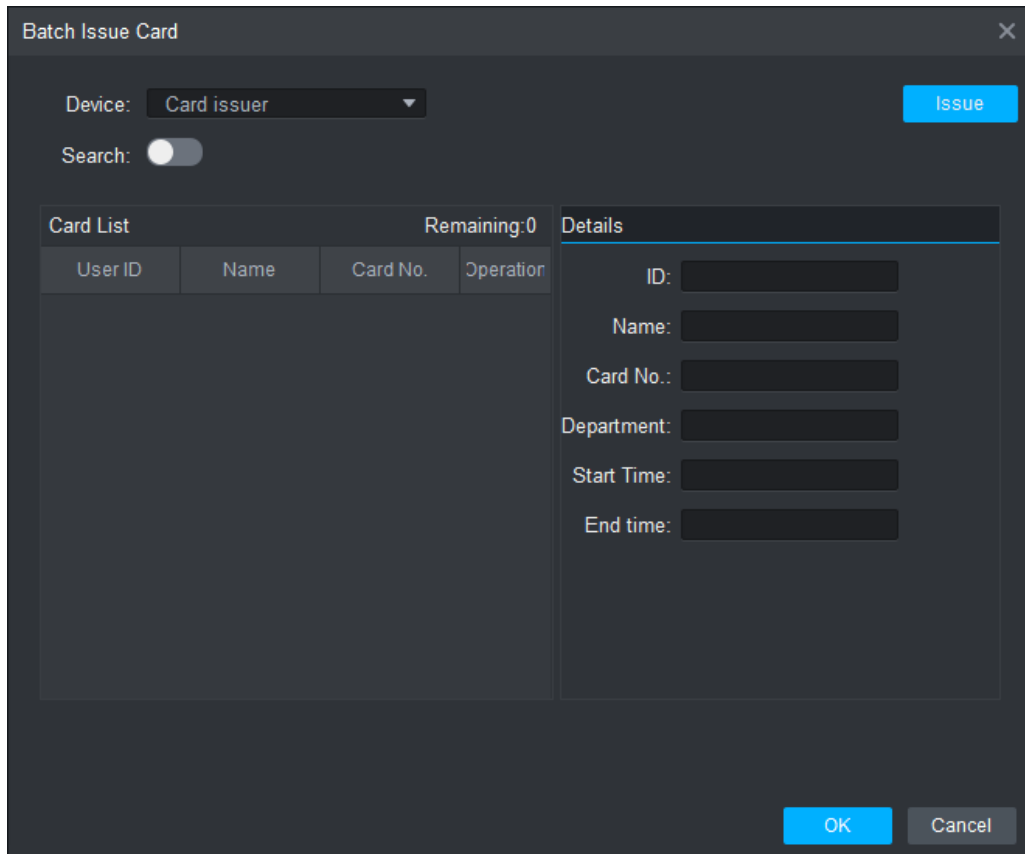 Batch Issue Card
Device: Card issuer
Issue
Search:
Card List Remaining:0
User ID Name Card No. Operation
Details
ID:
Name:
Card No.:
Department:
Start Time:
End time:
OK Cancel